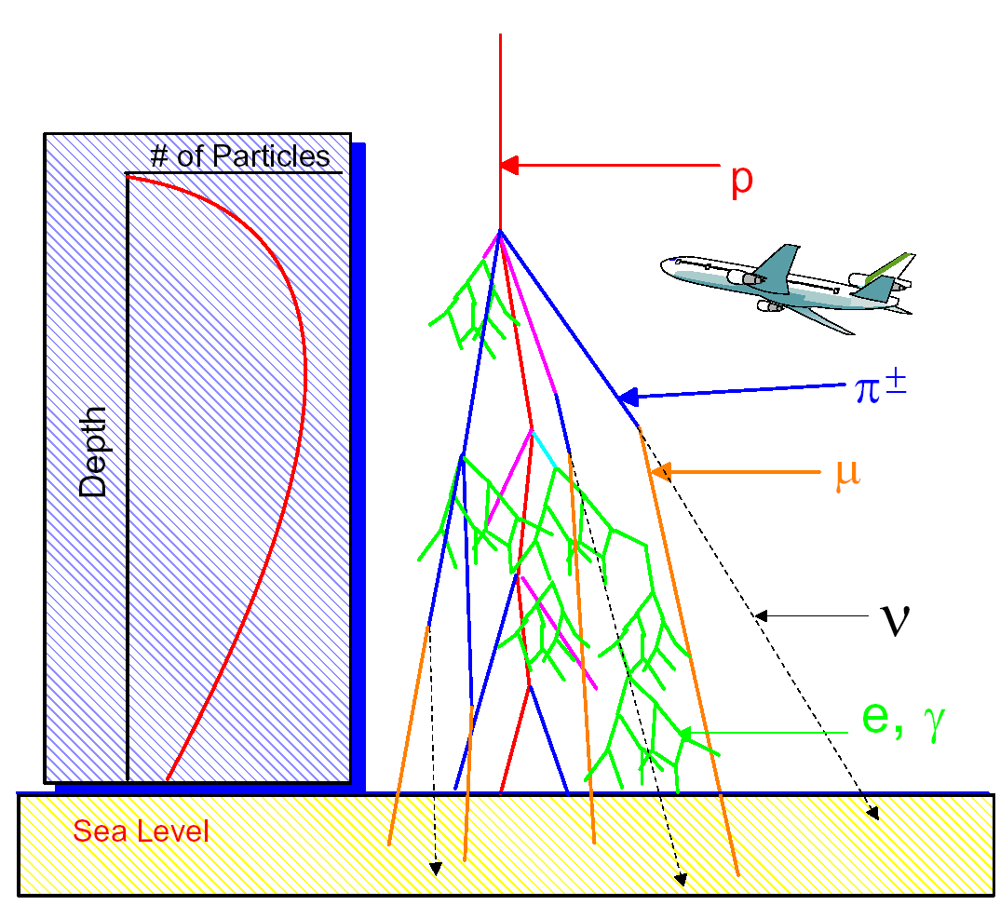 # of Particles
p
π±
Depth
μ
ν
e, γ
Sea Level